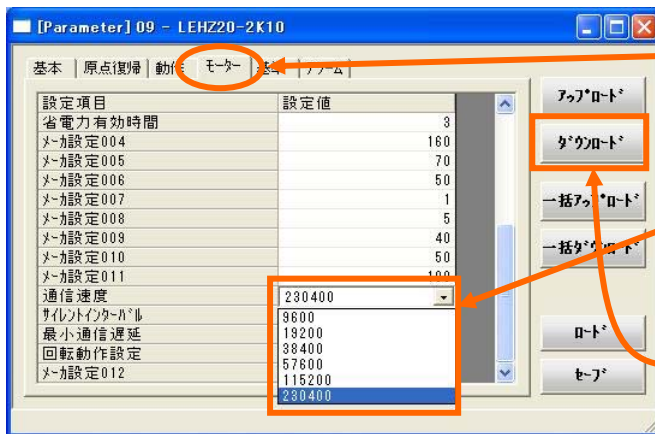 [Parameter] 09 - LEHZ20-2K10
基本 原点復帰 モーター
設定項目 設定値
省電力有効時間 3
ﾒｰｶ設定004 160
ﾒｰｶ設定005 70
ﾒｰｶ設定006 50
ﾒｰｶ設定007 1
ﾒｰｶ設定008 5
ﾒｰｶ設定009 40
ﾒｰｶ設定010 50
ﾒｰｶ設定011
通信速度 230400
ｻｲﾚﾝﾄｲﾝﾀｰﾊﾞﾙ 9600
最小通信遅延 19200
38400
回転動作設定 57600
ﾒｰｶ設定012 115200
230400
ｱｯﾌﾟﾛｰﾄﾞ
ﾀﾞｳﾝﾛｰﾄﾞ
一括ｱｯﾌﾟﾛｰﾄﾞ
一括ﾀﾞｳﾝﾛｰﾄﾞ
ﾛｰﾄﾞ
ｾｰﾌﾞ